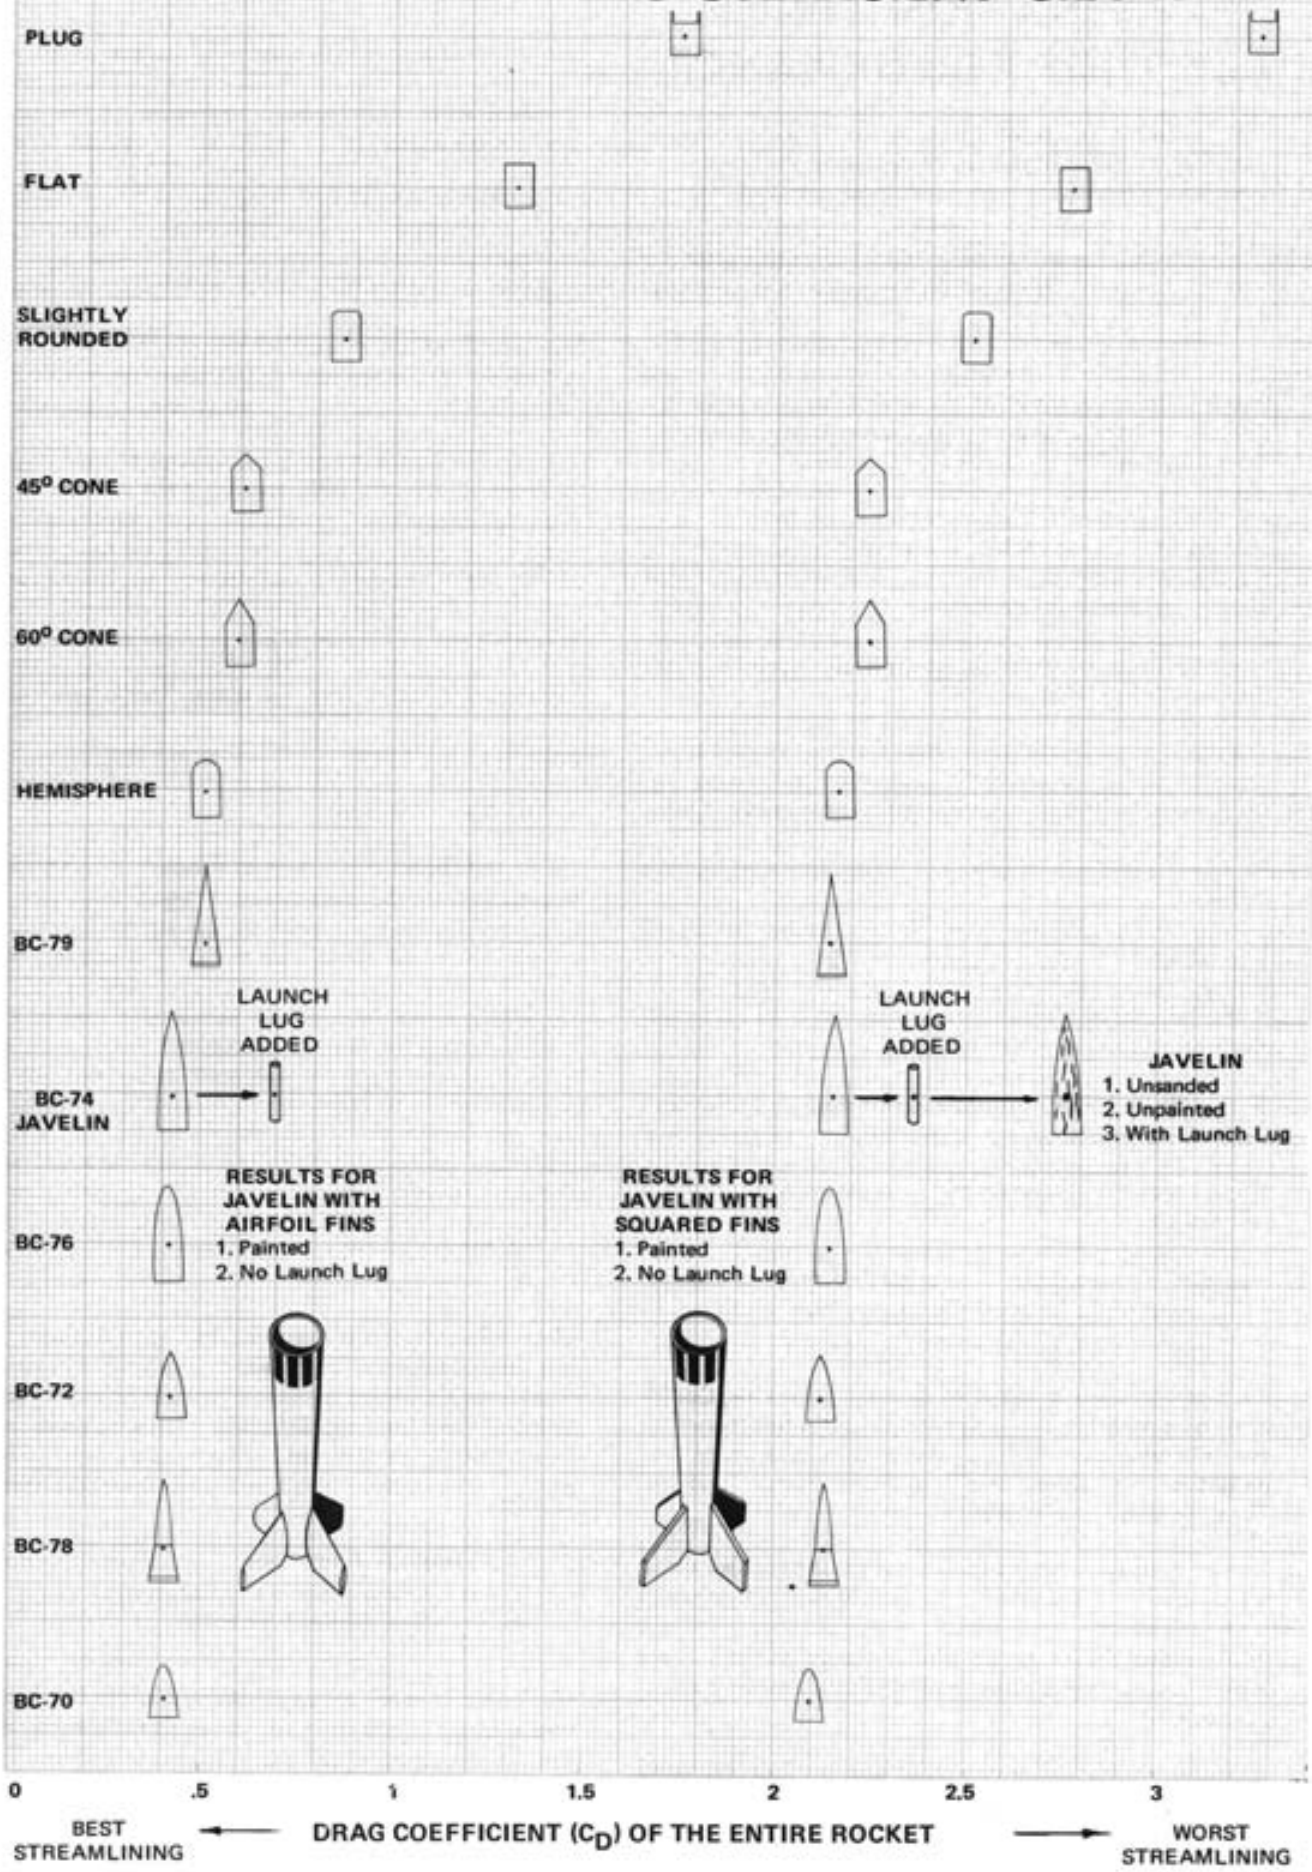 PLUG
FLAT
SLIGHTLY
ROUNDED
45° CONE
60° CONE
HEMISPHERE
BC-79
LAUNCH
LUG
ADDED
LAUNCH
LUG
ADDED
BC-74
JAVELIN
JAVELIN
1. Unsanded
2. Unpainted
3. With Launch Lug
RESULTS FOR
JAVELIN WITH
AIRFOIL FINS
1. Painted
2. No Launch Lug
RESULTS FOR
JAVELIN WITH
SQUARED FINS
1. Painted
2. No Launch Lug
BC-76
BC-72
BC-78
BC-70
0 .5 1 1.5 2 2.5 3
BEST
STREAMLINING
DRAG COEFFICIENT (CD) OF THE ENTIRE ROCKET
WORST
STREAMLINING